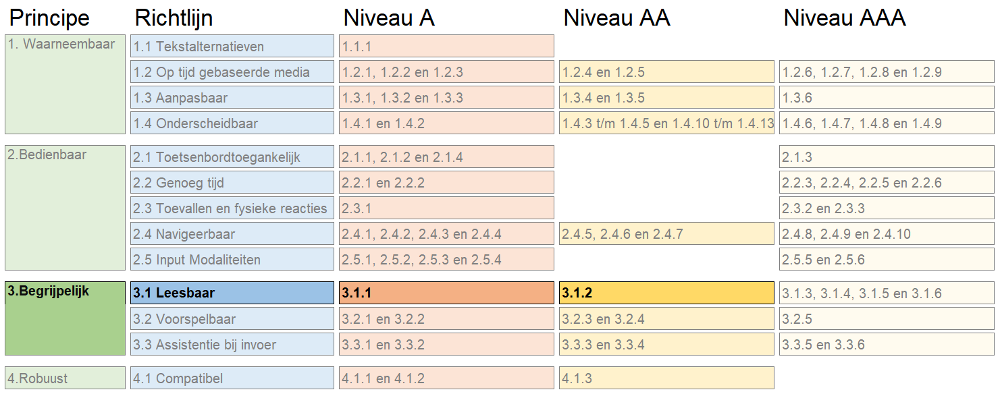 Principe Richtlijn Niveau A Niveau AA Niveau AAA
1. Waarneembaar 1.1 Tekstalternatieven 1.1.1
1.2 Op tijd gebaseerde media 1.2.1, 1.2.2 en 1.2.3 1.2.4 en 1.2.5 1.2.6, 1.2.7, 1.2.8 en 1.2.9
1.3 Aanpasbaar 1.3.1, 1.3.2 en 1.3.3 1.3.4 en 1.3.5 1.3.6
1.4 Onderscheidbaar 1.4.1 en 1.4.2 1.4.3 t/m 1.4.5 en 1.4.10 t/m 1.4.13 1.4.6, 1.4.7, 1.4.8 en 1.4.9
2.Bedienbaar 2.1 Toetsenbordtoegankelijk 2.1.1, 2.1.2 en 2.1.4 2.1.3
2.2 Genoeg tijd 2.2.1 en 2.2.2 2.2.3, 2.2.4, 2.2.5 en 2.2.6
2.3 Toevallen en fysieke reacties 2.3.1 2.3.2 en 2.3.3
2.4 Navigeerbaar 2.4.1, 2.4.2, 2.4.3 en 2.4.4 2.4.5, 2.4.6 en 2.4.7 2.4.8, 2.4.9 en 2.4.10
2.5 Input Modaliteiten 2.5.1, 2.5.2, 2.5.3 en 2.5.4 2.5.5 en 2.5.6
3.Begrijpelijk 3.1 Leesbaar 3.1.1 3.1.2 3.1.3, 3.1.4, 3.1.5 en 3.1.6
3.2 Voorspelbaar 3.2.1 en 3.2.2 3.2.3 en 3.2.4 3.2.5
3.3 Assistentie bij invoer 3.3.1 en 3.3.2 3.3.3 en 3.3.4 3.3.5 en 3.3.6
4.Robuust 4.1 Compatibel 4.1.1 en 4.1.2 4.1.3